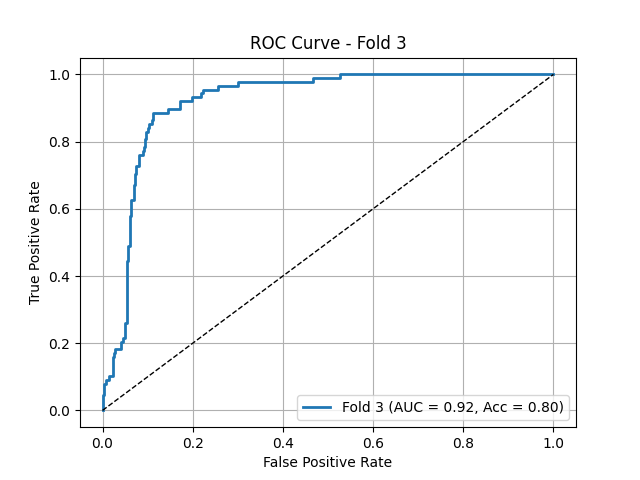 ROC Curve - Fold 3
True Positive Rate
1.0
0.8
0.6
0.4
0.2
0.0
Fold 3 (AUC = 0.92, Acc = 0.80)
0.0 0.2 0.4 0.6 0.8 1.0
False Positive Rate